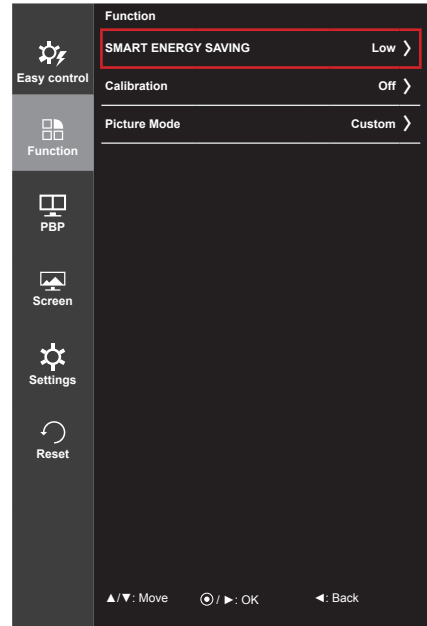 Function
SMART ENERGY SAVING Low
Calibration Off
Picture Mode Custom
Easy control
Function
PBP
Screen
Settings
Reset
▲/▼: Move ⦿ / ►: OK ◄: Back